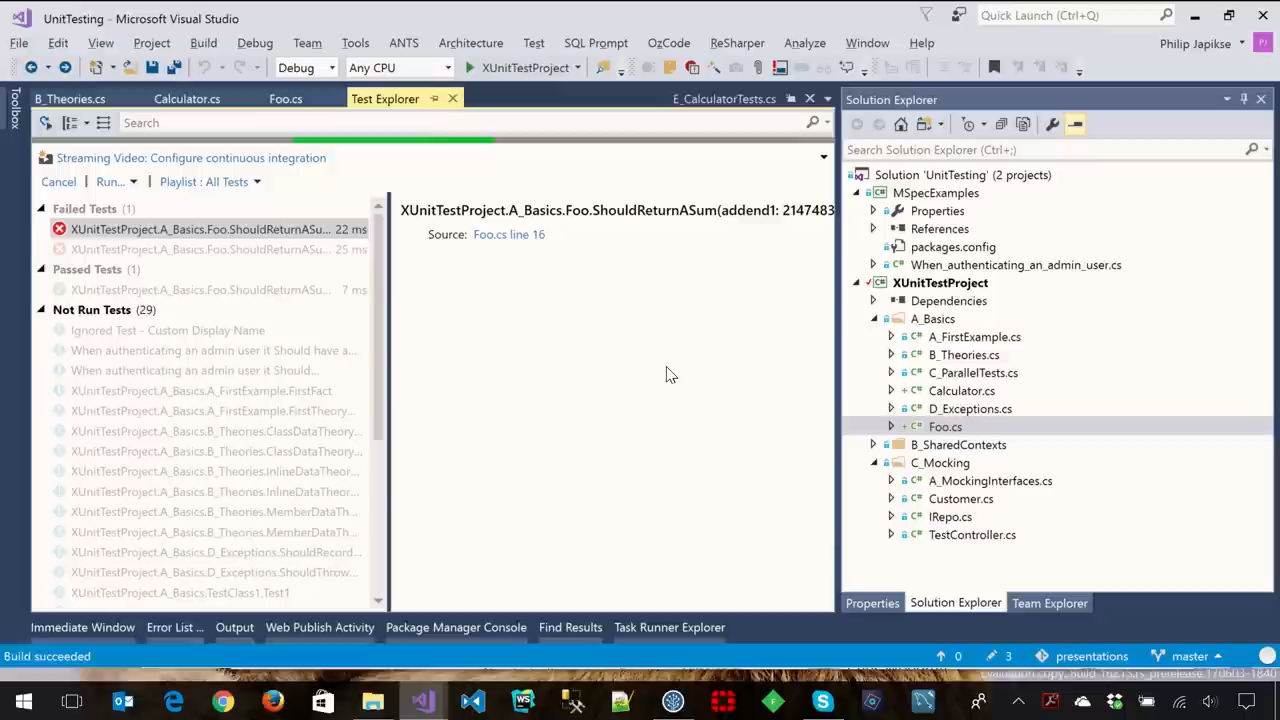 UnitTesting - Microsoft Visual Studio
Quick Launch (Ctrl+Q)
File Edit View Project Build Debug Team Tools ANTS Architecture Test SQL Prompt OzCode ReSharper Analyze Window Help
Philip Japikse
PJ
Debug
Any CPU
XUnitTestProject
Toolbox
B_Theories.cs
Calculator.cs
Foo.cs
Test Explorer
E_CalculatorTests.cs
Search
Streaming Video: Configure continuous integration
Cancel
Run...
Playlist : All Tests
Failed Tests (1)
XUnitTestProject.A_Basics.Foo.ShouldReturnASu... 22 ms
XUnitTestProject.A_Basics.Foo.ShouldReturnASu... 25 ms
Passed Tests (1)
XUnitTestProject.A_Basics.Foo.ShouldReturnASu... 7 ms
Not Run Tests (29)
Ignored Test - Custom Display Name
When authenticating an admin user it Should have a...
When authenticating an admin user it Should...
XUnitTestProject.A_Basics.A_FirstExample.FirstFact
XUnitTestProject.A_Basics.A_FirstExample.FirstTheory...
XUnitTestProject.A_Basics.B_Theories.ClassDataTheory...
XUnitTestProject.A_Basics.B_Theories.ClassDataTheory...
XUnitTestProject.A_Basics.B_Theories.InlineDataTheor...
XUnitTestProject.A_Basics.B_Theories.InlineDataTheor...
XUnitTestProject.A_Basics.B_Theories.MemberDataTh...
XUnitTestProject.A_Basics.B_Theories.MemberDataTh...
XUnitTestProject.A_Basics.D_Exceptions.ShouldRecord...
XUnitTestProject.A_Basics.D_Exceptions.ShouldThrow...
XUnitTestProject.A_Basics.TestClass1.Test1
XUnitTestProject.A_Basics.Foo.ShouldReturnASum(addend1: 2147483
Source: Foo.cs line 16
Solution Explorer
Search Solution Explorer (Ctrl+;)
Solution 'UnitTesting' (2 projects)
MSpecExamples
Properties
References
packages.config
When_authenticating_an_admin_user.cs
XUnitTestProject
Dependencies
A_Basics
A_FirstExample.cs
B_Theories.cs
C_ParallelTests.cs
Calculator.cs
D_Exceptions.cs
Foo.cs
B_SharedContexts
C_Mocking
A_MockingInterfaces.cs
Customer.cs
IRepo.cs
TestController.cs
Properties
Solution Explorer
Team Explorer
Immediate Window
Error List ...
Output
Web Publish Activity
Package Manager Console
Find Results
Task Runner Explorer
Build succeeded
0
3
presentations
master